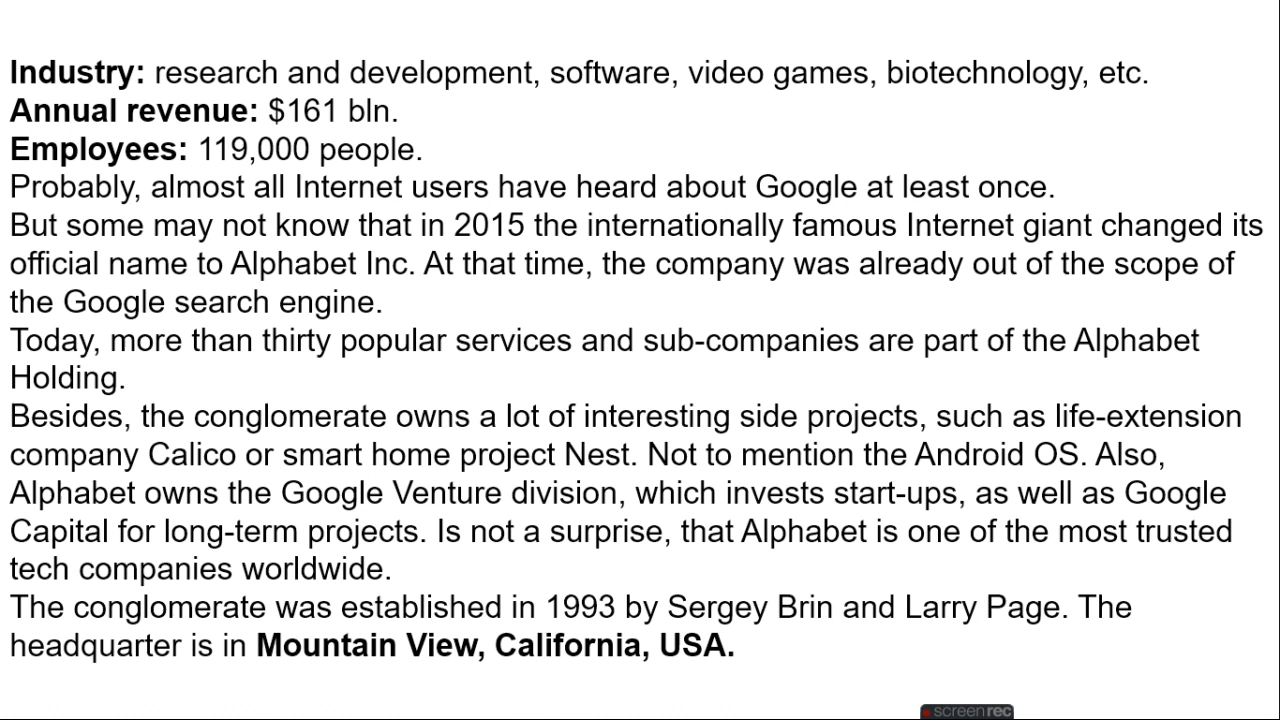 Industry: research and development, software, video games, biotechnology, etc.
Annual revenue: $161 bln.
Employees: 119,000 people.
Probably, almost all Internet users have heard about Google at least once.
But some may not know that in 2015 the internationally famous Internet giant changed its
official name to Alphabet Inc. At that time, the company was already out of the scope of
the Google search engine.
Today, more than thirty popular services and sub-companies are part of the Alphabet
Holding.
Besides, the conglomerate owns a lot of interesting side projects, such as life-extension
company Calico or smart home project Nest. Not to mention the Android OS. Also,
Alphabet owns the Google Venture division, which invests start-ups, as well as Google
Capital for long-term projects. Is not a surprise, that Alphabet is one of the most trusted
tech companies worldwide.
The conglomerate was established in 1993 by Sergey Brin and Larry Page. The
headquarter is in Mountain View, California, USA.
screenrec